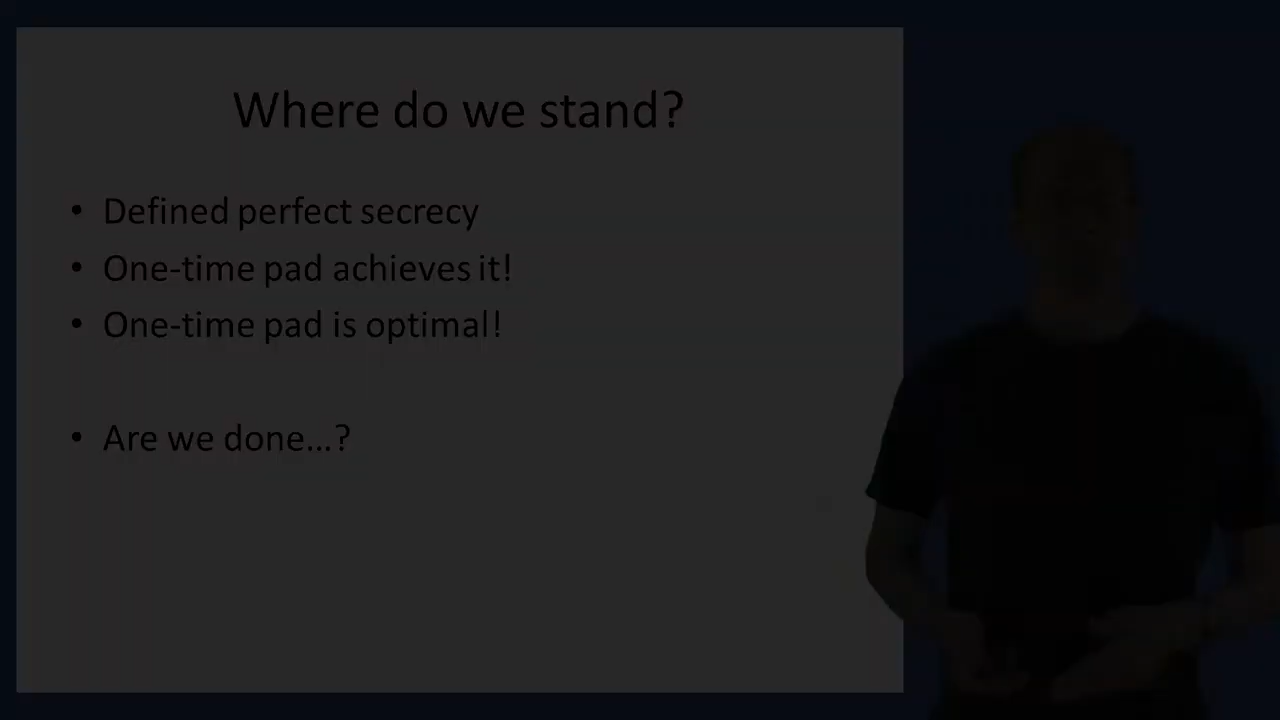 Where do we stand?
• Defined perfect secrecy
• One-time pad achieves it!
• One-time pad is optimal!
• Are we done…?